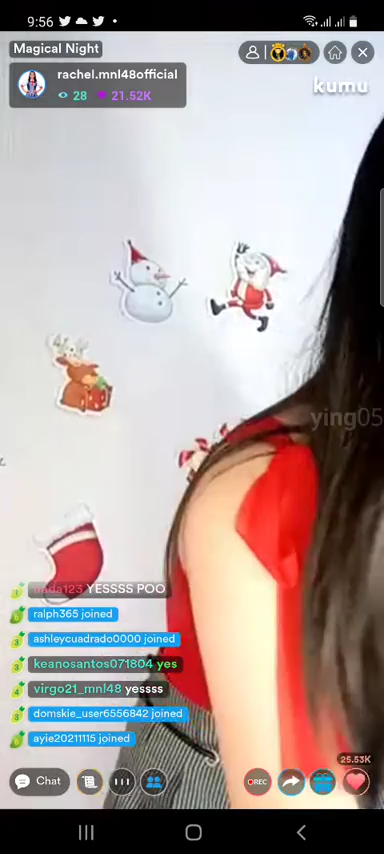 9:56
Magical Night
rachel.mnl48official
28 21.52K
kumu
ying05
YESSSS POO
ralph365 joined
ashleycuadrado0000 joined
keanosantos071804 yes
virgo21_mnl48 yessss
domskie_user6556842 joined
ayie20211115 joined
25.53K
Chat
REC